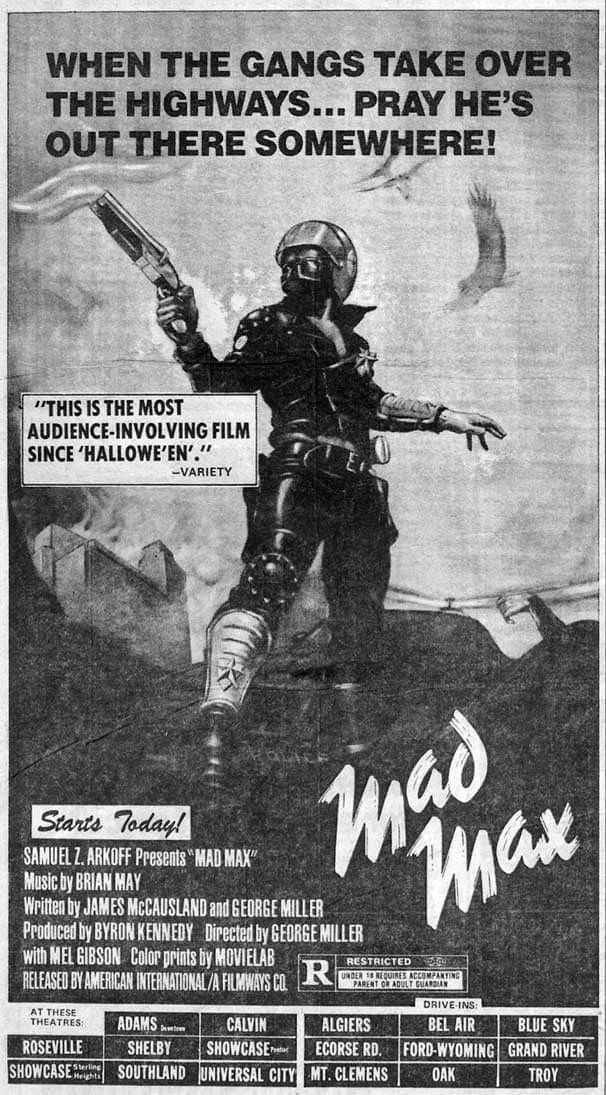 WHEN THE GANGS TAKE OVER
THE HIGHWAYS... PRAY HE'S
OUT THERE SOMEWHERE!
"THIS IS THE MOST
AUDIENCE-INVOLVING FILM
SINCE 'HALLOWE'EN'."
–VARIETY
POLICE
Mad
Max
Starts Today!
SAMUEL Z. ARKOFF Presents "MAD MAX"
Music by BRIAN MAY
Written by JAMES McCAUSLAND and GEORGE MILLER
Produced by BYRON KENNEDY Directed by GEORGE MILLER
with MEL GIBSON Color prints by MOVIELAB
RELEASED BY AMERICAN INTERNATIONAL/A FILMWAYS CO.
R RESTRICTED
UNDER 18 REQUIRES ACCOMPANYING
PARENT OR ADULT GUARDIAN
AT THESE
THEATRES:
ADAMS Downtown CALVIN
ROSEVILLE SHELBY SHOWCASE Pontiac
SHOWCASE Sterling Heights SOUTHLAND UNIVERSAL CITY
DRIVE-INS:
ALGIERS BEL AIR BLUE SKY
ECORSE RD. FORD-WYOMING GRAND RIVER
MT. CLEMENS OAK TROY